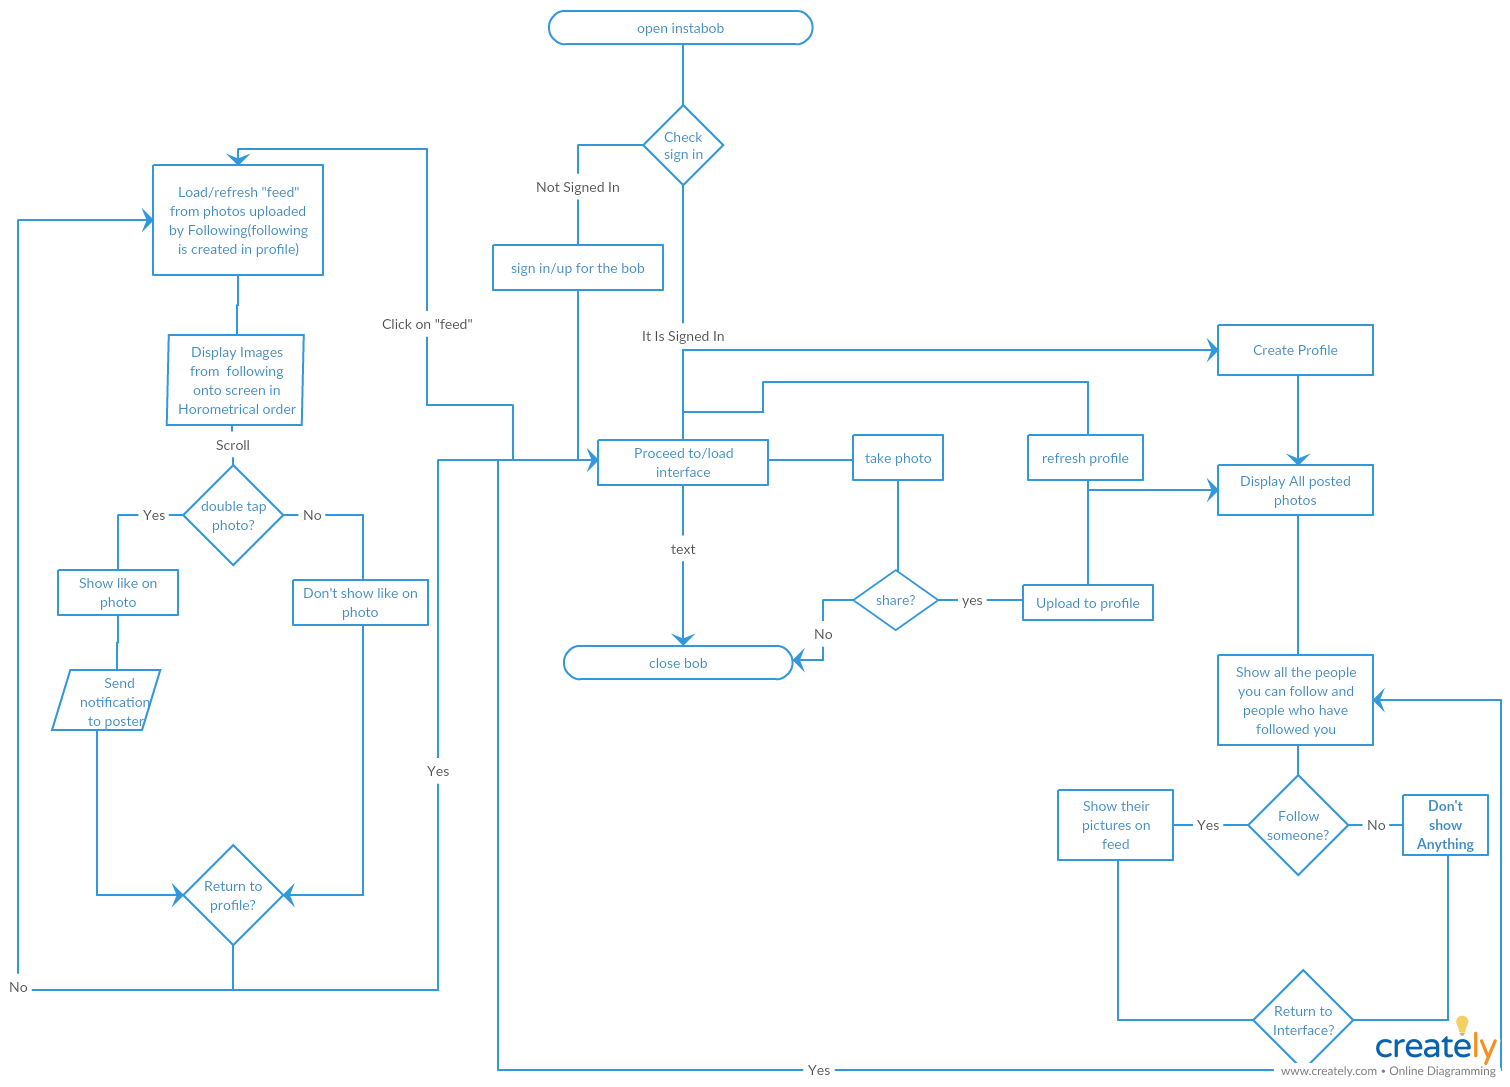 open instabob
Check
sign in
Not Signed In
Load/refresh "feed"
from photos uploaded
by Following(following
is created in profile)
sign in/up for the bob
Click on "feed"
It Is Signed In
Create Profile
Display Images
from following
onto screen in
Horometrical order
Scroll
Proceed to/load
interface
take photo
refresh profile
Display All posted
photos
double tap
photo?
Yes
No
text
Show like on
photo
Don't show like on
photo
share?
yes
Upload to profile
No
close bob
Send
notification
to poster
Show all the people
you can follow and
people who have
followed you
Yes
Show their
pictures on
feed
Yes
Follow
someone?
No
Don't
show
Anything
Return to
profile?
No
Return to
Interface?
Yes
creately
www.creately.com • Online Diagramming